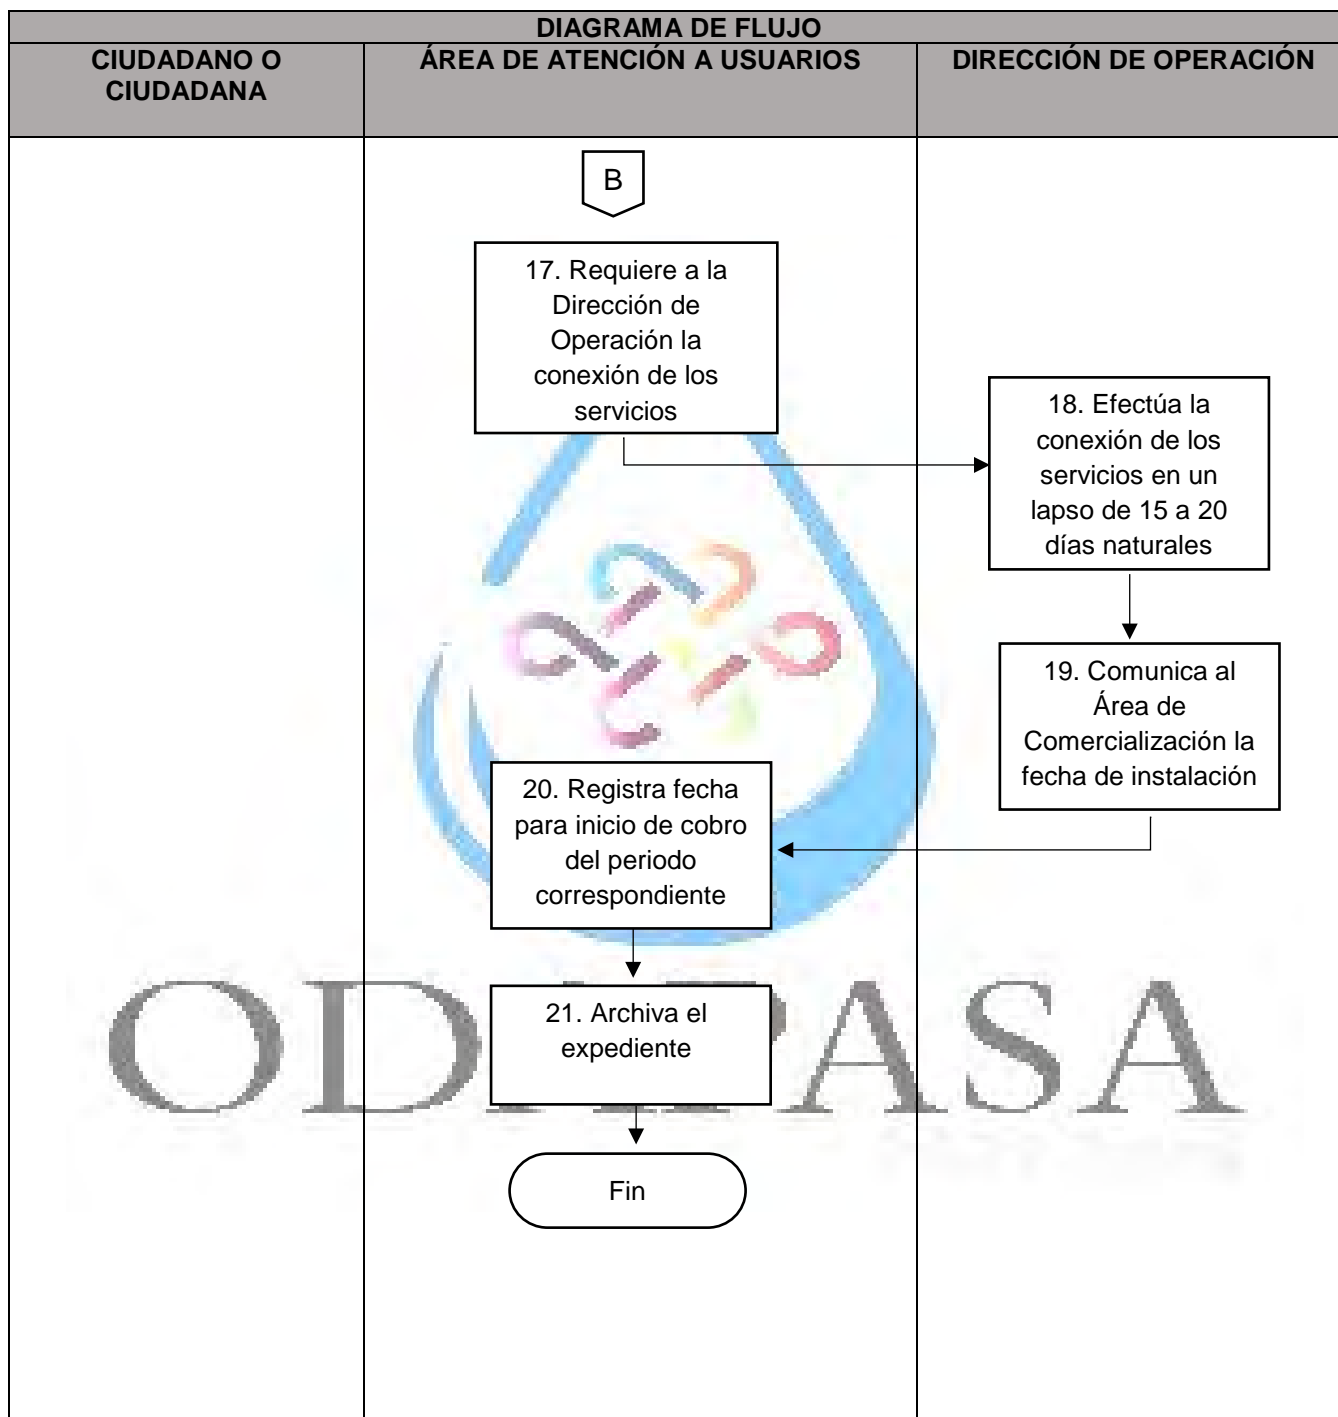 DIAGRAMA DE FLUJO
CIUDADANO O
CIUDADANA
ÁREA DE ATENCIÓN A USUARIOS
DIRECCIÓN DE OPERACIÓN
B
17. Requiere a la
Dirección de
Operación la
conexión de los
servicios
18. Efectúa la
conexión de los
servicios en un
lapso de 15 a 20
días naturales
19. Comunica al
Área de
Comercialización la
fecha de instalación
20. Registra fecha
para inicio de cobro
del periodo
correspondiente
21. Archiva el
expediente
Fin